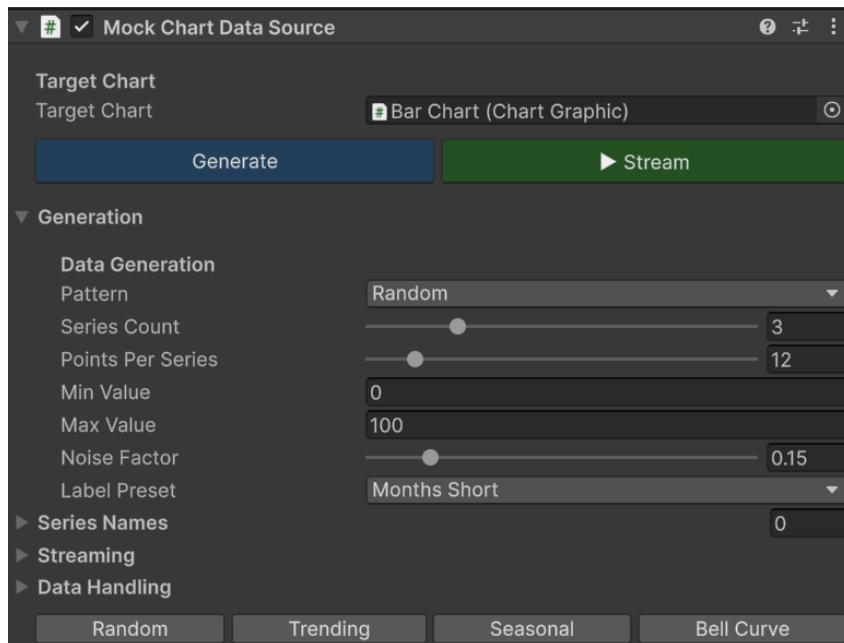 # Mock Chart Data Source
Target Chart
Target Chart # Bar Chart (Chart Graphic)
Generate ▶ Stream
Generation
Data Generation
Pattern Random
Series Count 3
Points Per Series 12
Min Value 0
Max Value 100
Noise Factor 0.15
Label Preset Months Short
Series Names 0
Streaming
Data Handling
Random Trending Seasonal Bell Curve